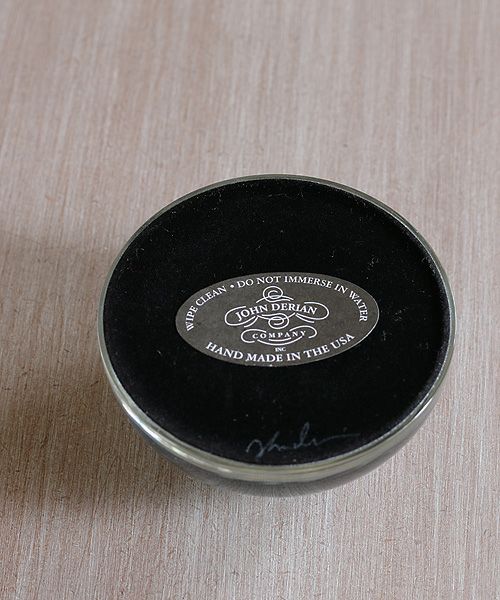 WIPE CLEAN • DO NOT IMMERSE IN WATER
JOHN DERIAN
COMPANY
INC
HAND MADE IN THE USA